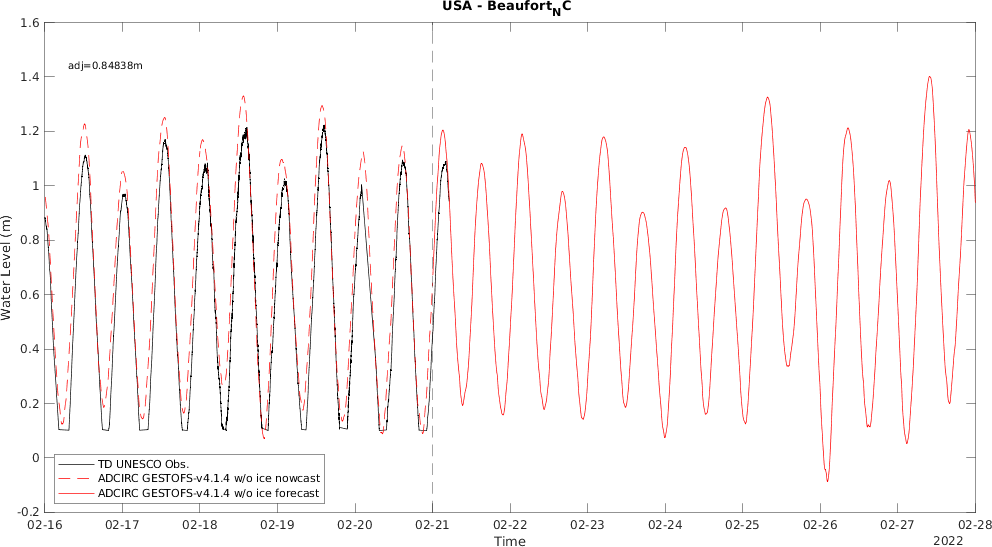 USA - Beaufort_NC
adj=0.84838m
1.6
1.4
1.2
1
0.8
0.6
0.4
0.2
0
-0.2
Water Level (m)
TD UNESCO Obs.
ADCIRC GESTOFS-v4.1.4 w/o ice nowcast
ADCIRC GESTOFS-v4.1.4 w/o ice forecast
02-16 02-17 02-18 02-19 02-20 02-21 02-22 02-23 02-24 02-25 02-26 02-27 02-28
Time
2022